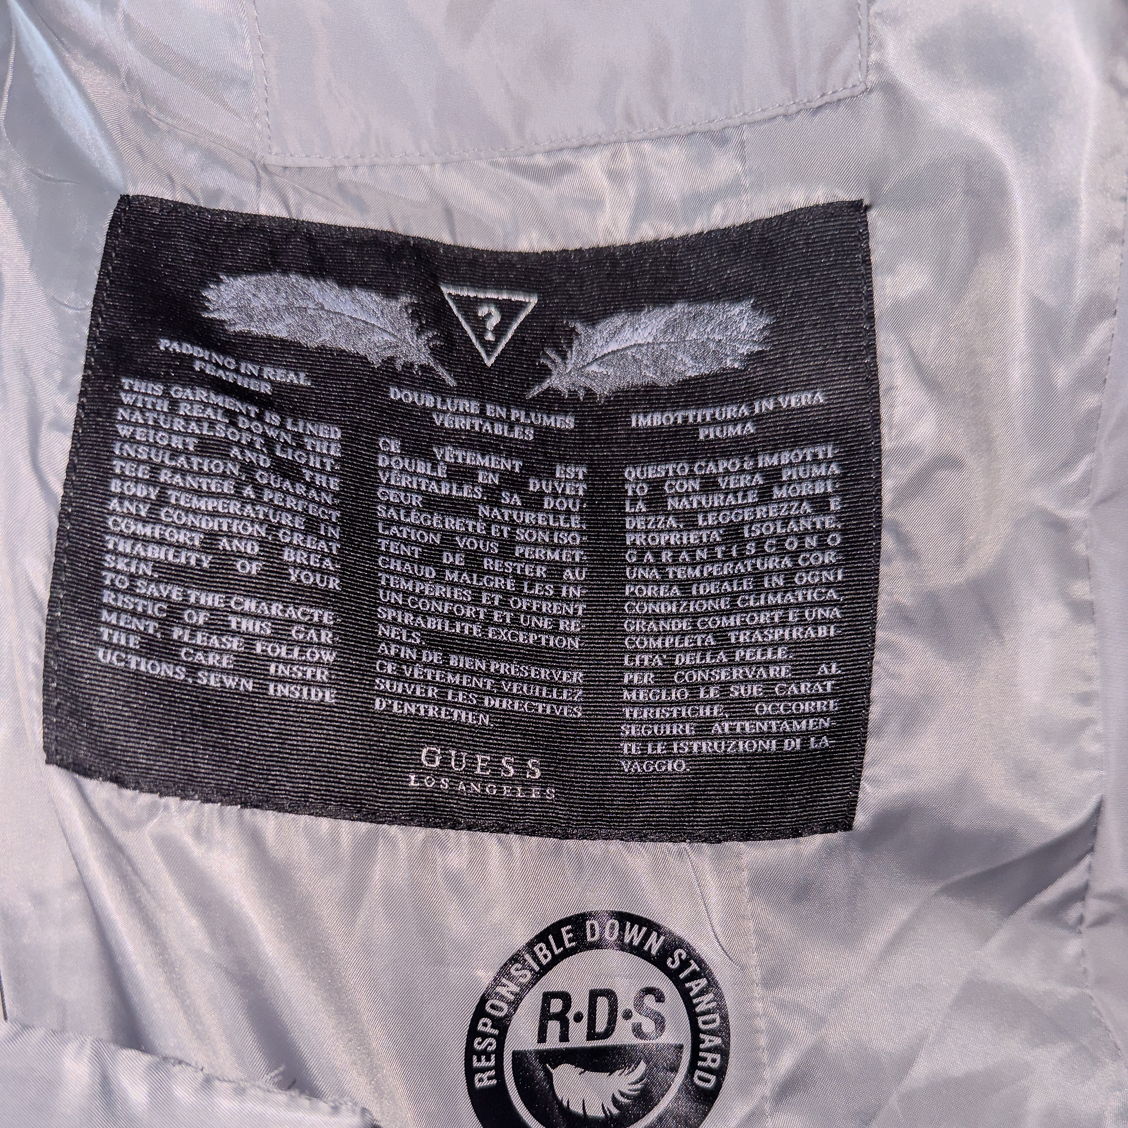 ?
PADDING IN REAL
FEATHER
THIS GARMENT IS LINED
WITH REAL DOWN. THE
NATURAL SOFT, LIGHT-
WEIGHT AND
INSULATION, THE
GUARAN-
TEE RANTED A PERFECT
BODY TEMPERATURE IN
ANY CONDITION, GREAT
COMFORT AND BREA-
THABILITY OF YOUR
SKIN.
TO SAVE THE CHARACTE-
RISTIC OF THIS GAR-
MENT, PLEASE FOLLOW
THE CARE INSTR-
UCTIONS, SEWN INSIDE
DOUBLURE EN PLUMES
VÉRITABLES
CE VÊTEMENT EST
DOUBLÉ EN DUVET
VÉRITABLES, SA DOU-
CEUR NATURELLE,
SALÉGÈRETÉ ET SON ISO-
LATION VOUS PERMET-
TENT DE RESTER AU
CHAUD MALGRÉ LES IN-
TEMPÉRIES ET OFFRENT
UN CONFORT ET UNE RE-
SPIRABILITÉ EXCEPTION-
NELS.
AFIN DE BIEN PRÉSERVER
CE VÊTEMENT, VEUILLEZ
SUIVER LES DIRECTIVES
D'ENTRETIEN.
IMBOTTITURA IN VERA
PIUMA
QUESTO CAPO è IMBOTTI-
TO CON VERA PIUMA
LA NATURALE MORBI-
DEZZA, LEGGEREZZA E
PROPRIETA' ISOLANTE,
GARANTISCONO
UNA TEMPERATURA COR-
POREA IDEALE IN OGNI
CONDIZIONE CLIMATICA,
GRANDE COMFORT E UNA
COMPLETA TRASPIRABI-
LITA' DELLA PELLE.
PER CONSERVARE AL
MEGLIO LE SUE CARAT-
TERISTICHE, OCCORRE
SEGUIRE ATTENTAMEN-
TE LE ISTRUZIONI DI LA-
VAGGIO.
GUESS
LOS ANGELES
RESPONSIBLE DOWN STANDARD
R·D·S